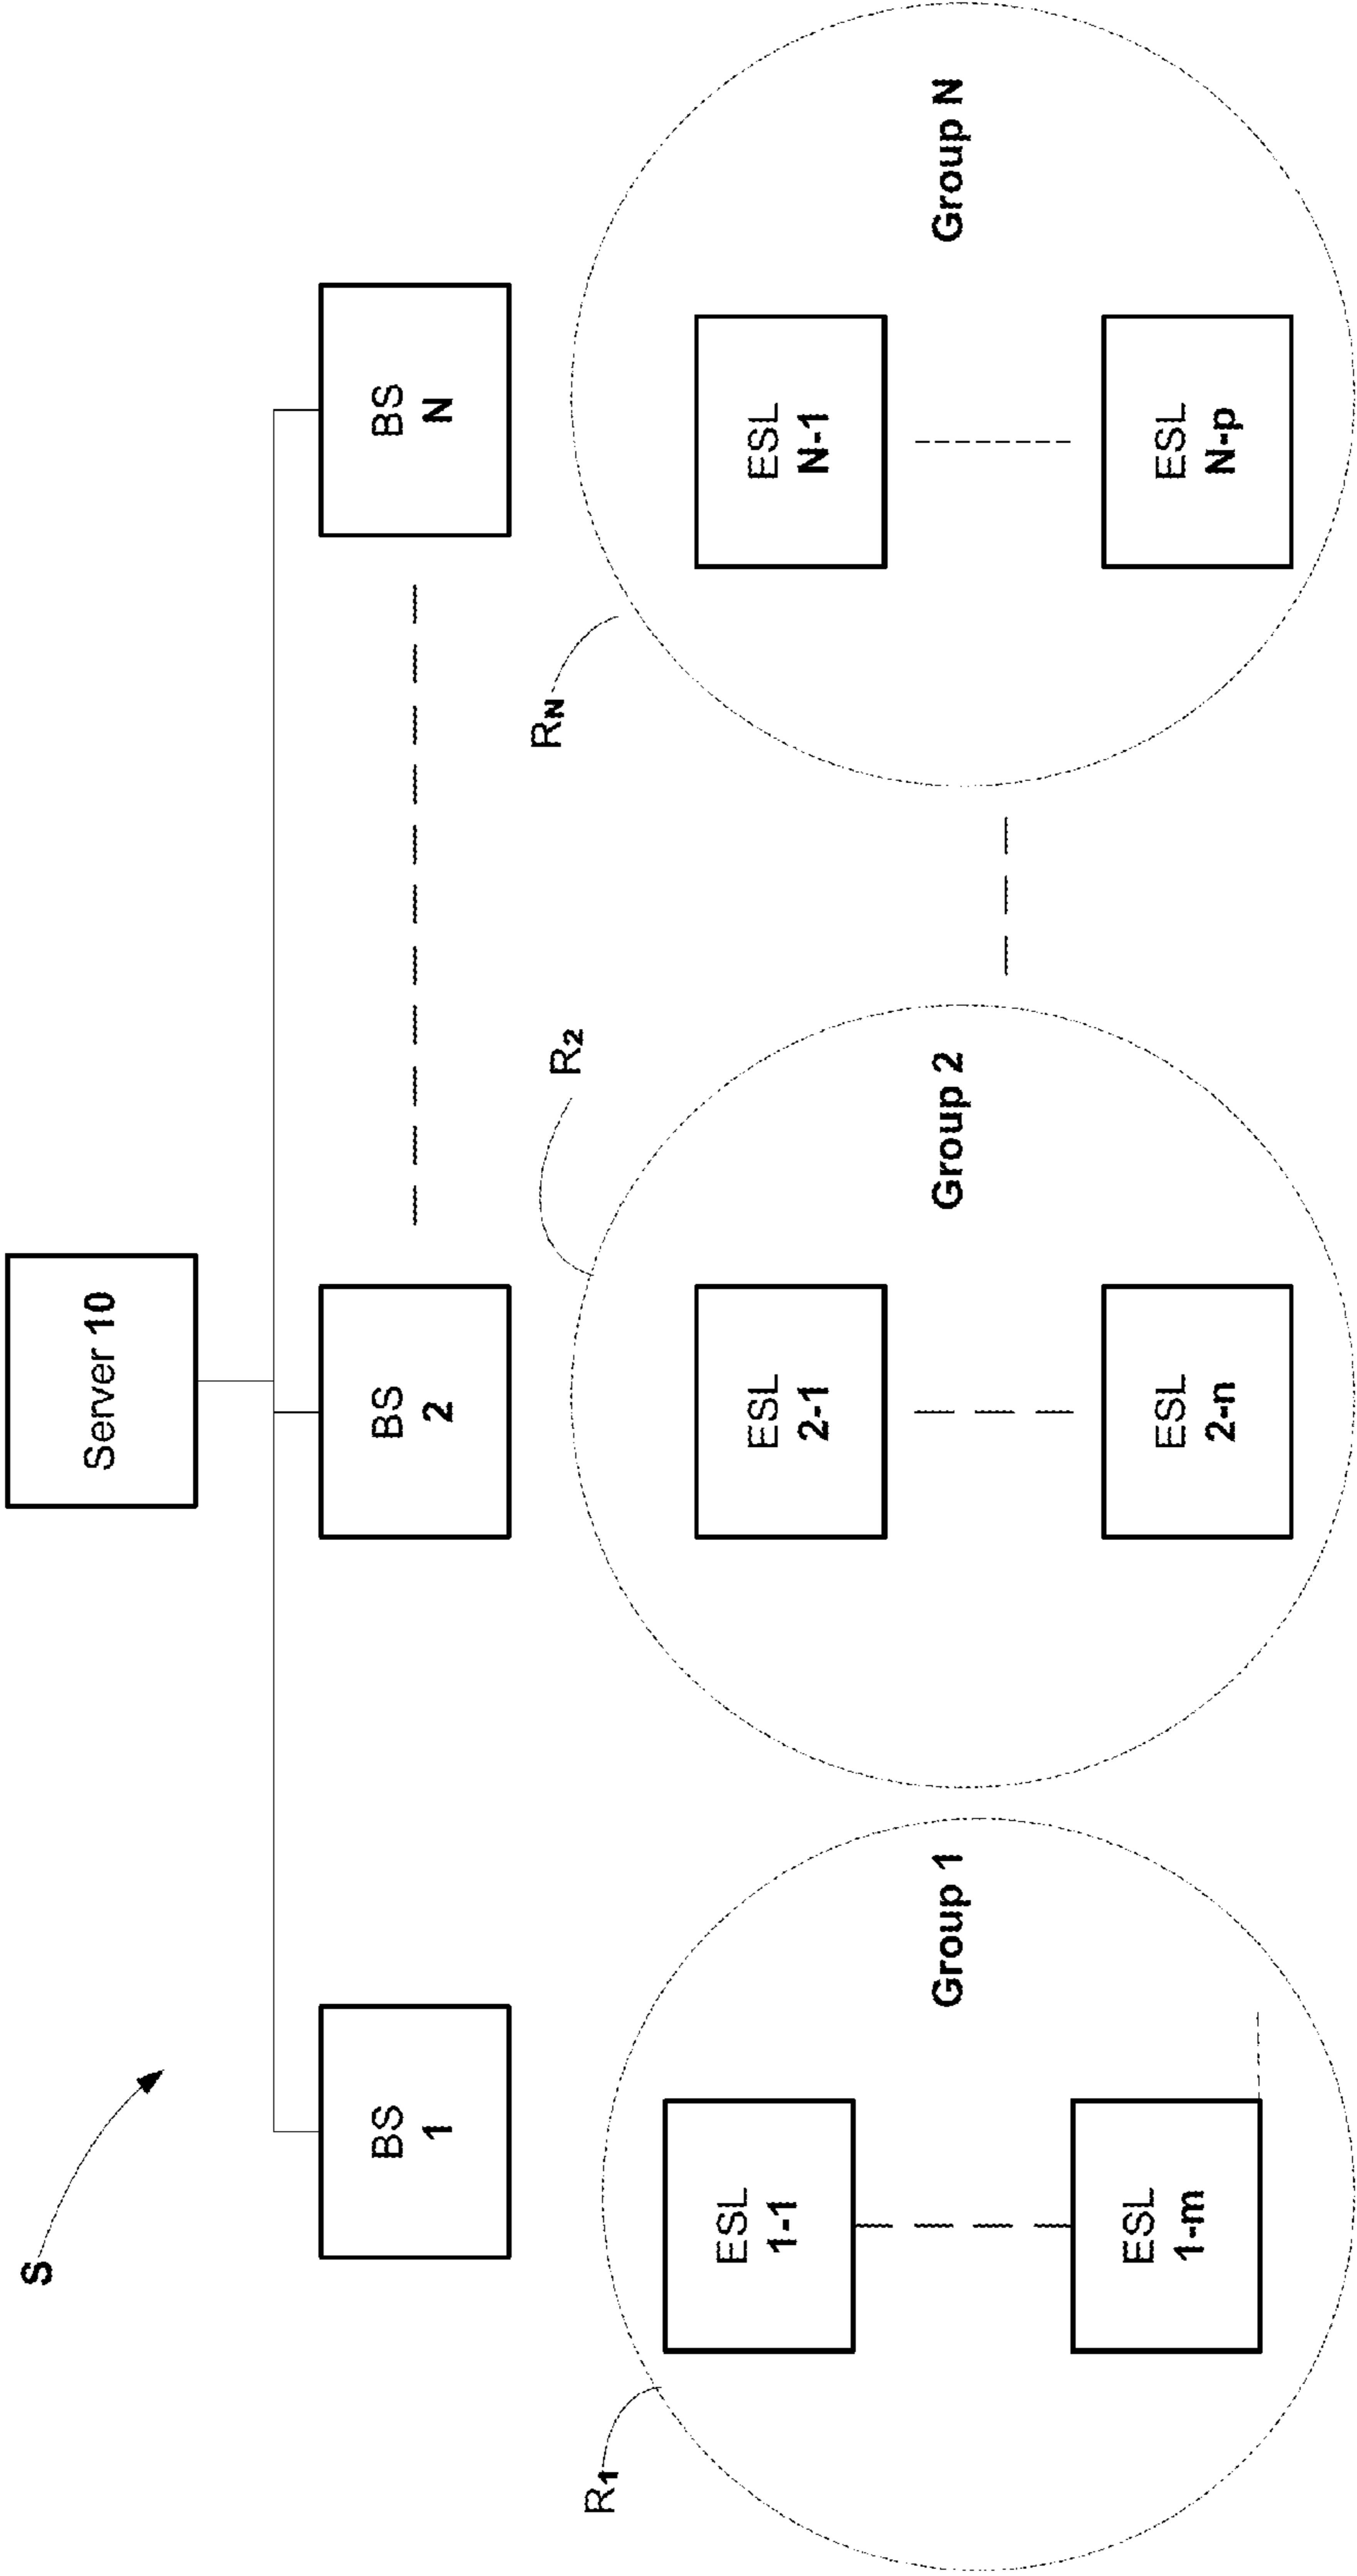 S
Server 10
BS
1
BS
2
BS
N
R1
R2
RN
ESL
1-1
ESL
2-1
ESL
N-1
Group 1
Group 2
Group N
ESL
1-m
ESL
2-n
ESL
N-p